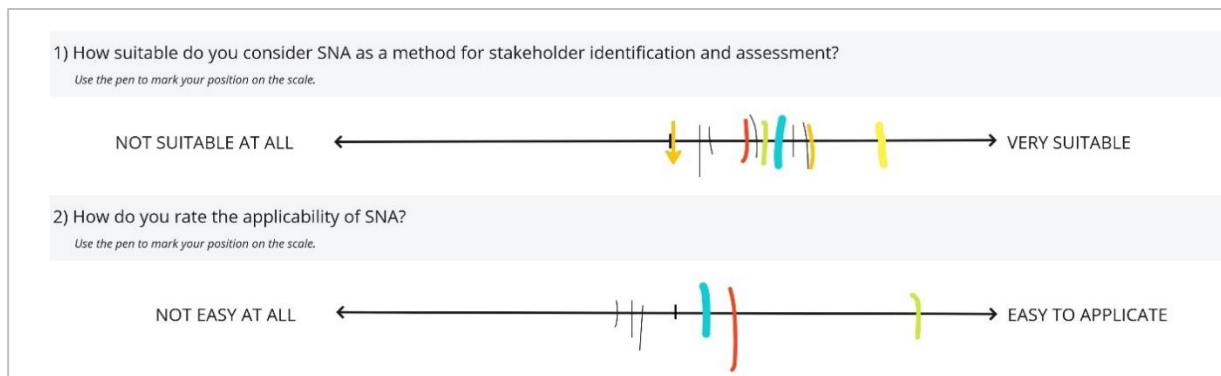 1) How suitable do you consider SNA as a method for stakeholder identification and assessment?
Use the pen to mark your position on the scale.
NOT SUITABLE AT ALL VERY SUITABLE
2) How do you rate the applicability of SNA?
Use the pen to mark your position on the scale.
NOT EASY AT ALL EASY TO APPLICATE